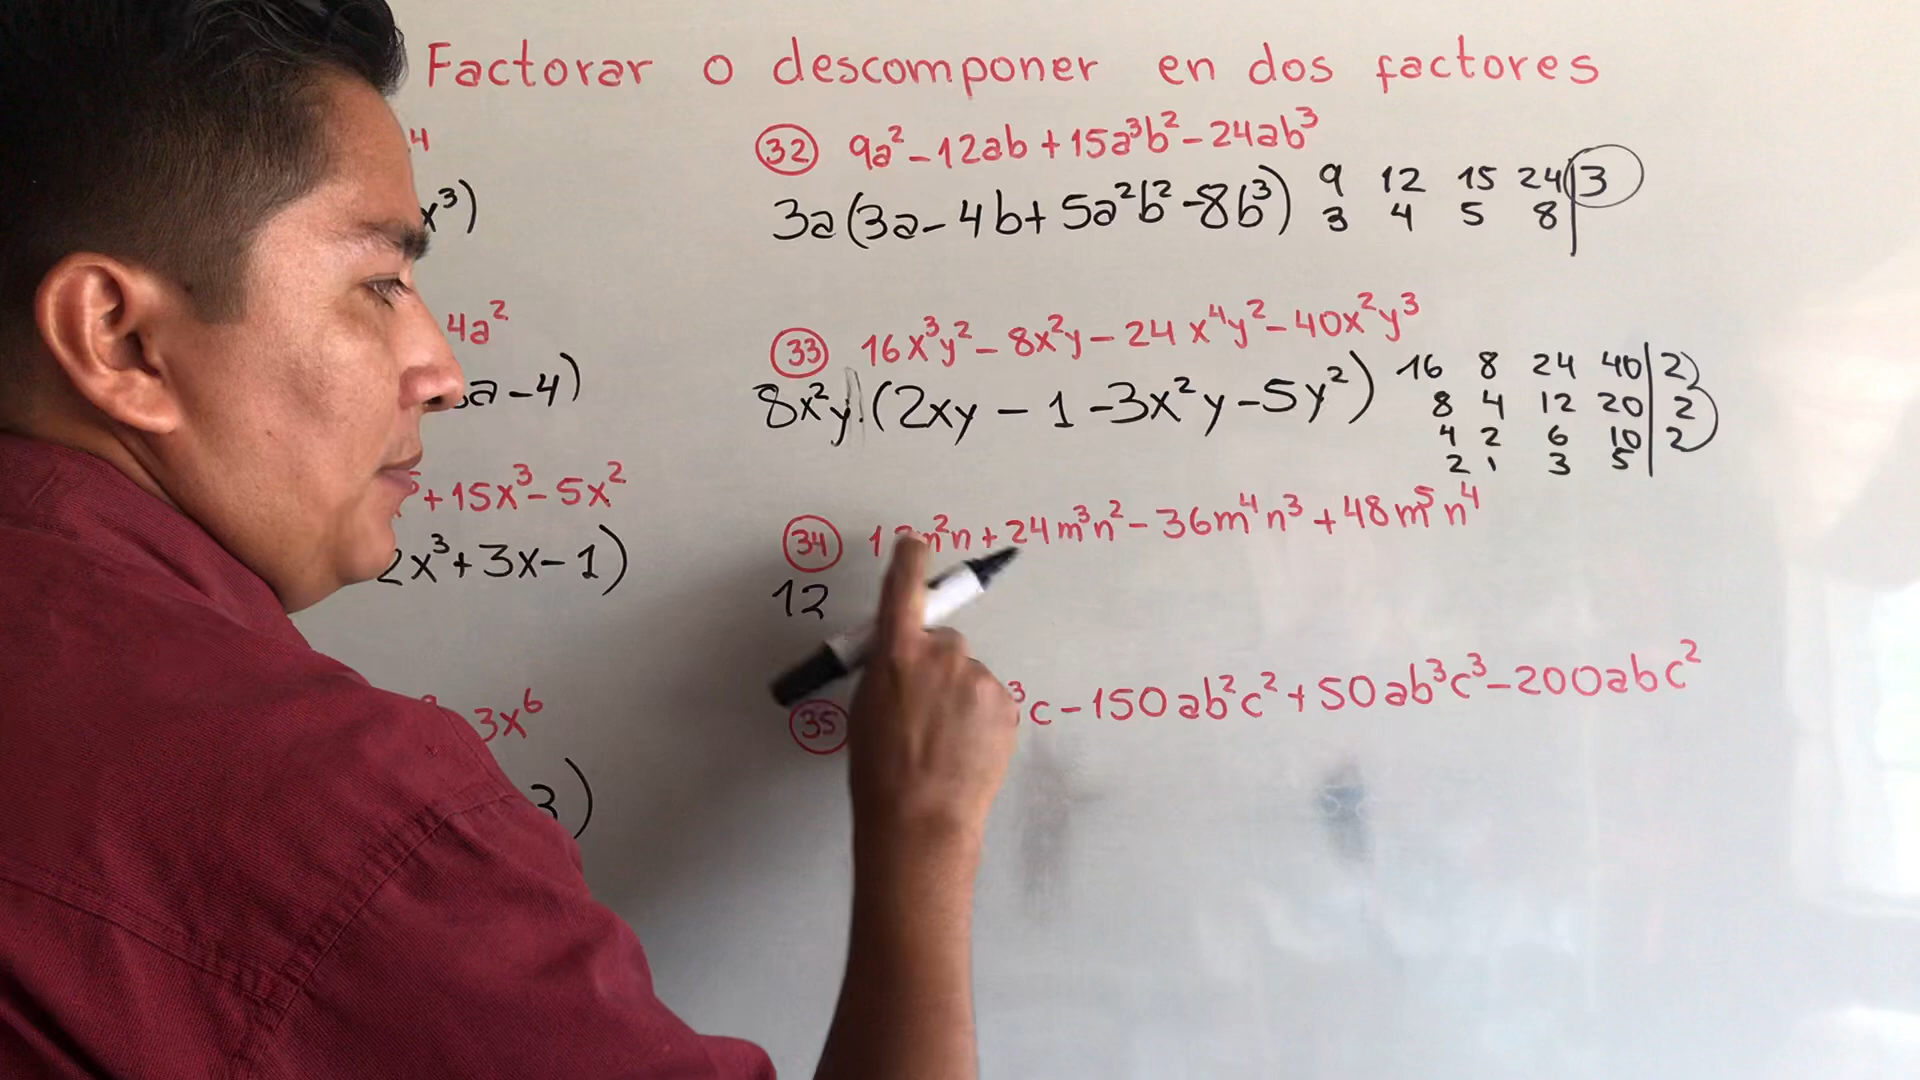 Factorar o descomponer en dos factores
4
x³)
4a²
a-4)
+15x³-5x²
2x³+3x-1)
3x⁶
3)
32 9a²-12ab+15a³b²-24ab³
3a(3a-4b+5a²b²-8b³)
9 12 15 24 3
3 4 5 8
33 16x³y²-8x²y-24x⁴y²-40x²y³
8x²y(2xy-1-3x²y-5y²)
16 8 24 40 2
8 4 12 20 2
4 2 6 10 2
2 1 3 5
34 n+24m³n²-36m⁴n³+48m⁵n⁴
12
35 ³c-150ab²c²+50ab³c³-200abc²